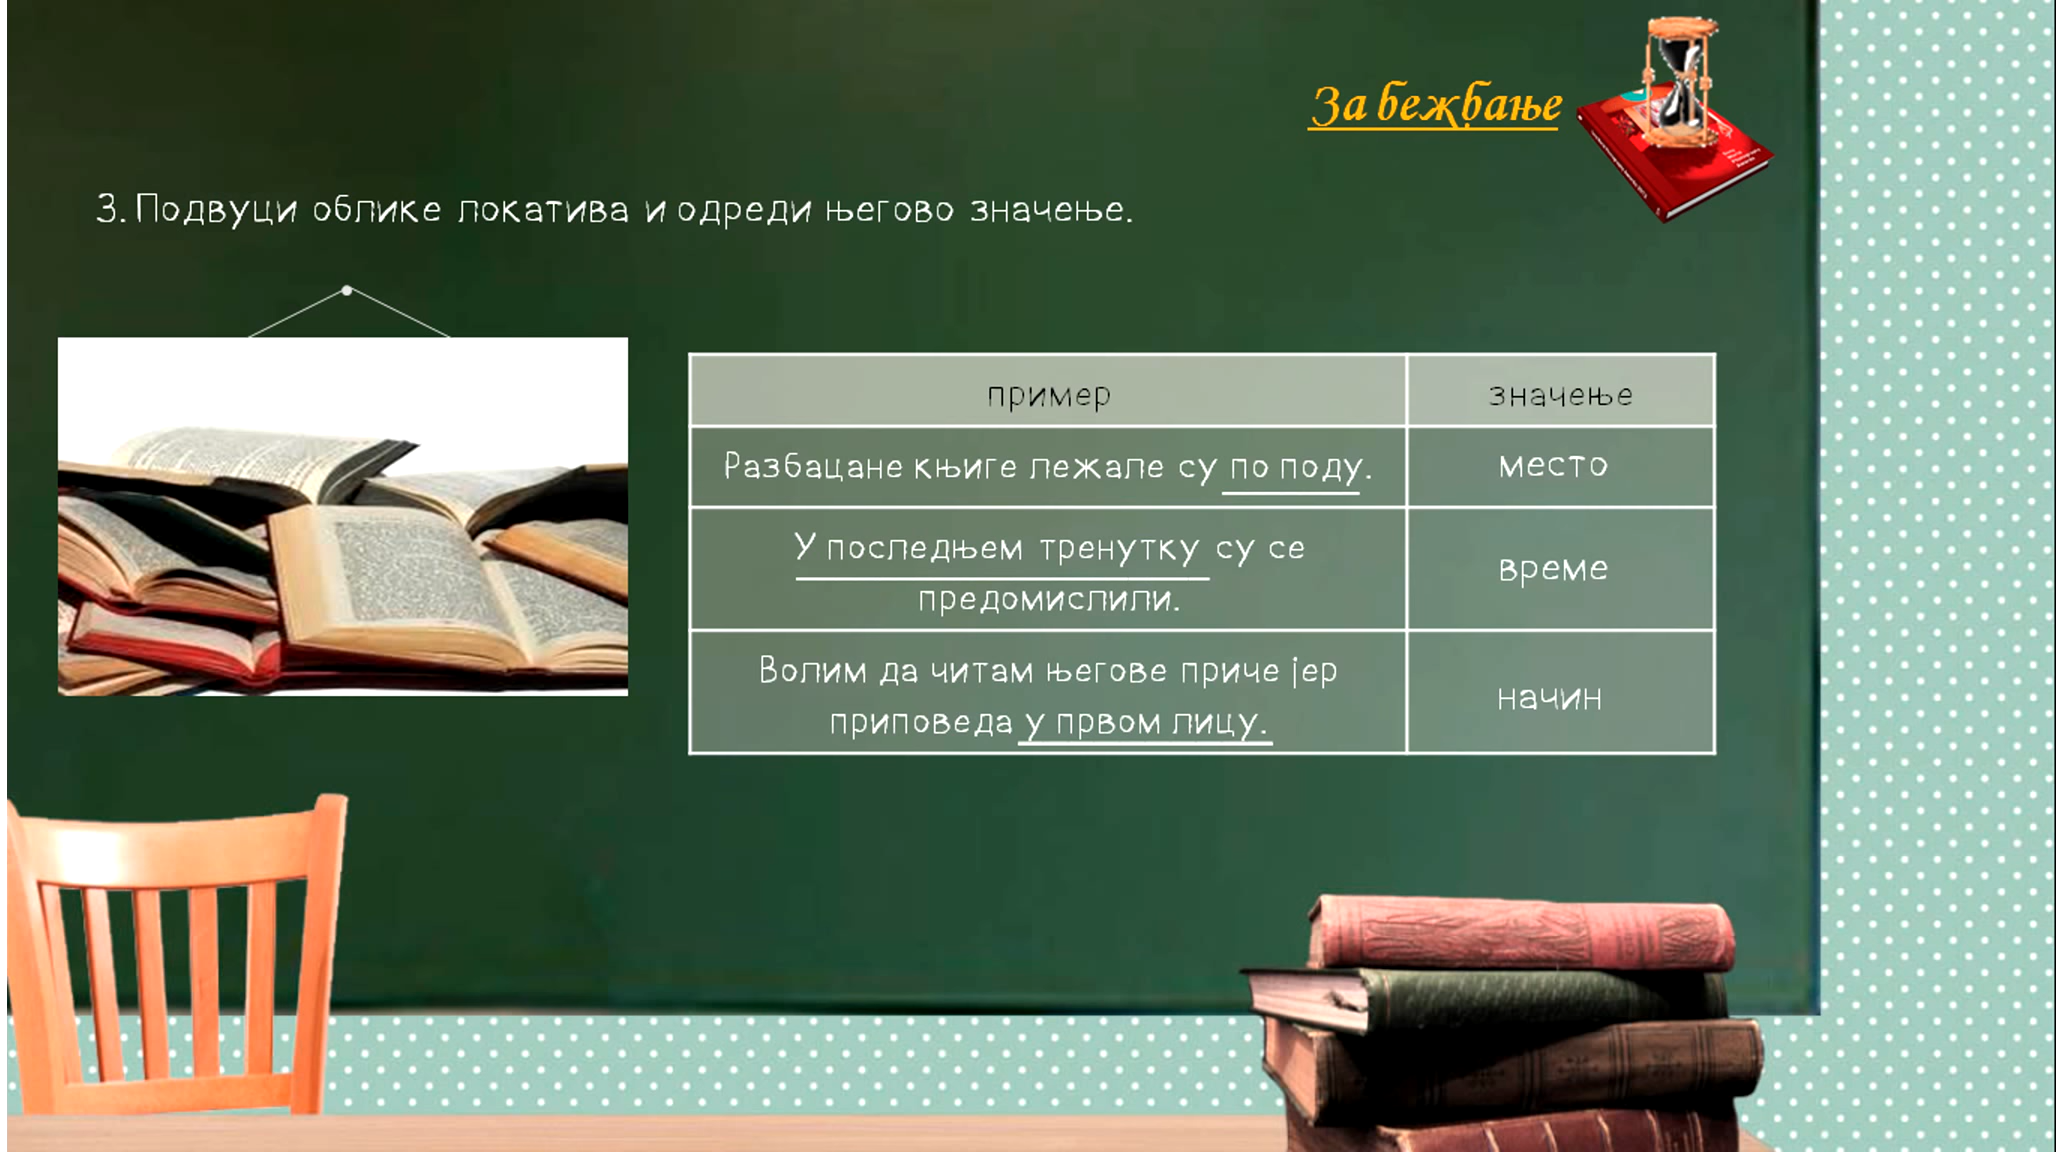 За вежбање
3. Подвуци облике локатива и одреди његово значење.
пример
значење
Разбацане књиге лежале су по поду.
место
У последњем тренутку су се
предомислили.
време
Волим да читам његове приче јер
приповеда у првом лицу.
начин